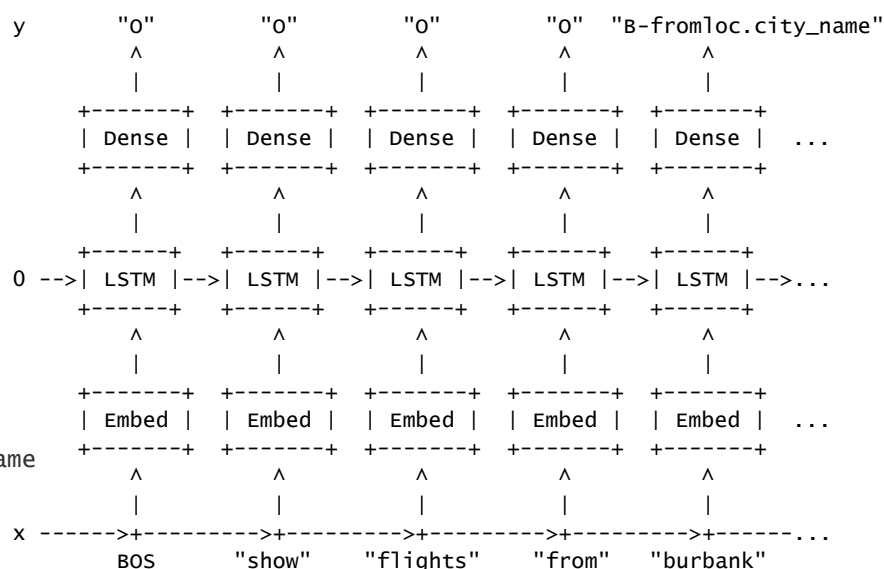 y "O" "O" "O" "O" "B-fromloc.city_name"
^ ^ ^ ^ ^
| | | | |
+-------+ +-------+ +-------+ +-------+ +-------+
| Dense | | Dense | | Dense | | Dense | | Dense | ...
+-------+ +-------+ +-------+ +-------+ +-------+
^ ^ ^ ^ ^
| | | | |
+------+ +------+ +------+ +------+ +------+
0 -->| LSTM |-->| LSTM |-->| LSTM |-->| LSTM |-->| LSTM |-->...
+------+ +------+ +------+ +------+ +------+
^ ^ ^ ^ ^
| | | | |
+-------+ +-------+ +-------+ +-------+ +-------+
| Embed | | Embed | | Embed | | Embed | | Embed | ...
+-------+ +-------+ +-------+ +-------+ +-------+
ame
^ ^ ^ ^ ^
| | | | |
x ------>+--------->+--------->+--------->+--------->+------...
BOS "show" "flights" "from" "burbank"